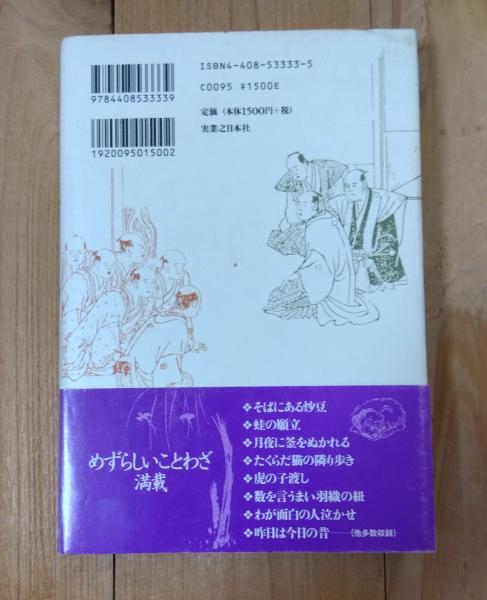 ISBN4-408-53333-5
C0095 ¥1500E
定価(本体1500円+税)
実業之日本社
9784408533339
1920095015002
めずらしいことわざ
満載
❖そばにある炒豆
❖蛙の願立
❖月夜に釜をぬかれる
❖たくらだ猫の隣り歩き
❖虎の子渡し
❖数を言うまい羽織の紐
❖わが面白の人泣かせ
❖昨日は今日の昔──(他多数収録)